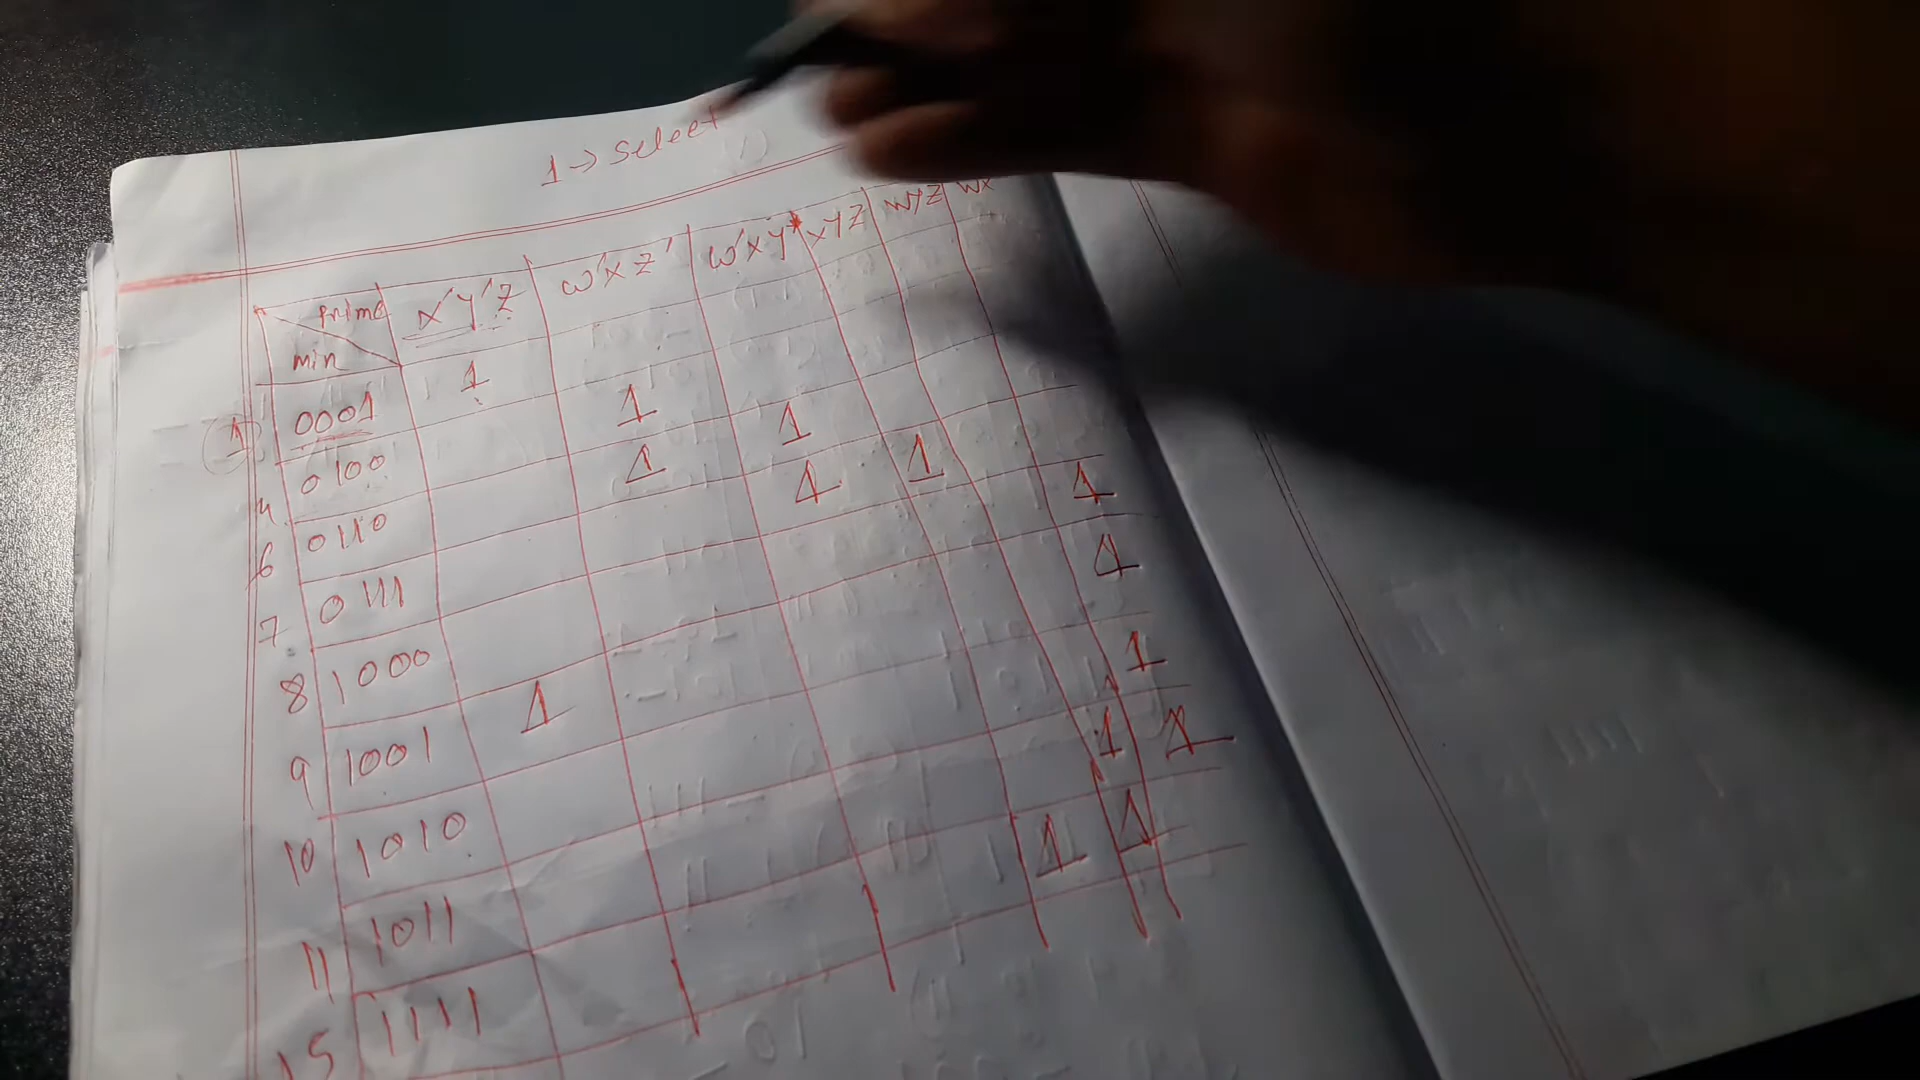 1 → select
prime x'y'z w'xz' w'xy xyz wyz wx
min
1 0001 1
4 0100 1
6 0110 1 1
7 0111 1 1
8 1000 1
9 1001 1 1
10 1010 1
11 1011 1 1
15 1111 1 1